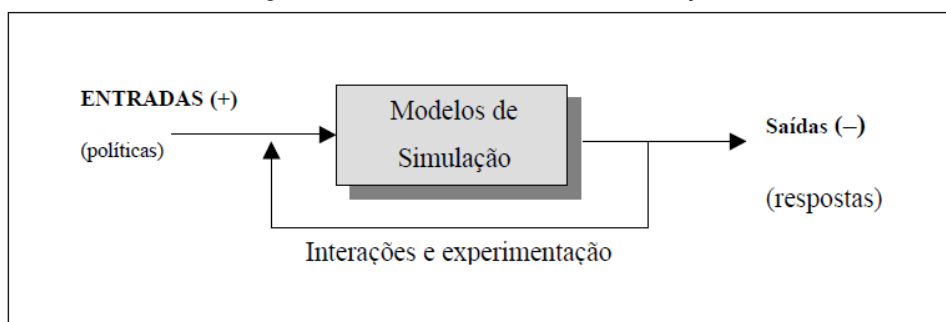 ENTRADAS (+)
(políticas)
Modelos de
Simulação
Saídas (–)
(respostas)
Interações e experimentação